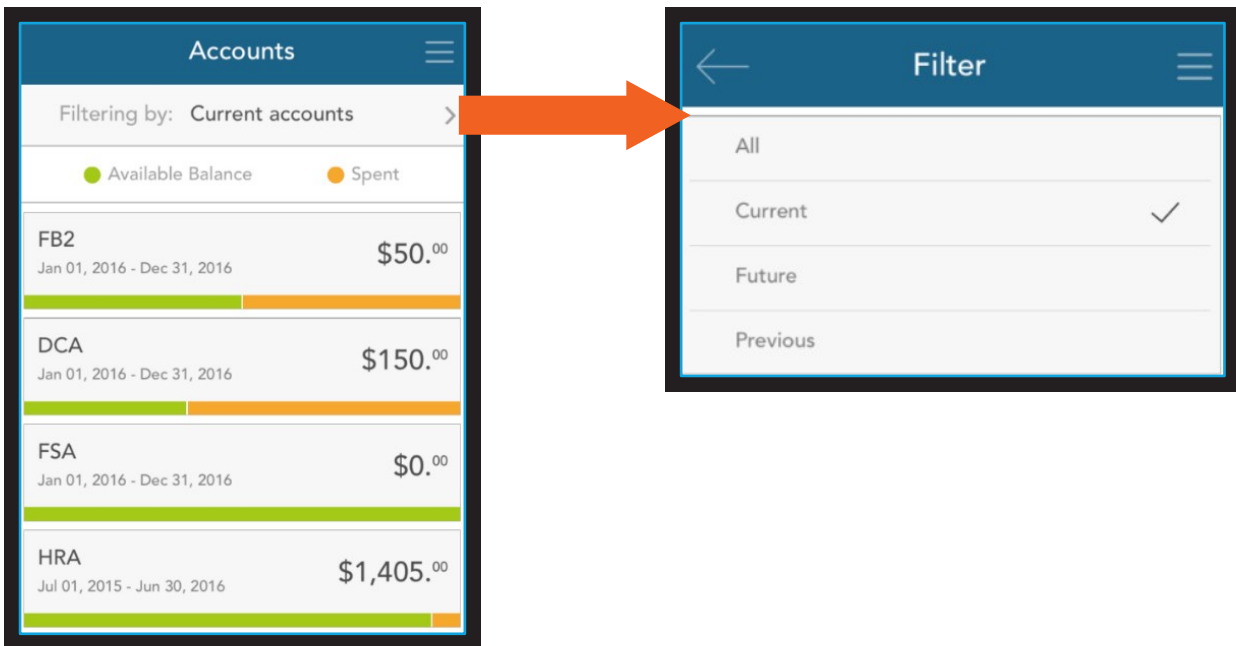 Accounts
Filtering by: Current accounts
Available Balance
Spent
FB2
$50.00
Jan 01, 2016 - Dec 31, 2016
DCA
$150.00
Jan 01, 2016 - Dec 31, 2016
FSA
$0.00
Jan 01, 2016 - Dec 31, 2016
HRA
$1,405.00
Jul 01, 2015 - Jun 30, 2016
Filter
All
Current
Future
Previous